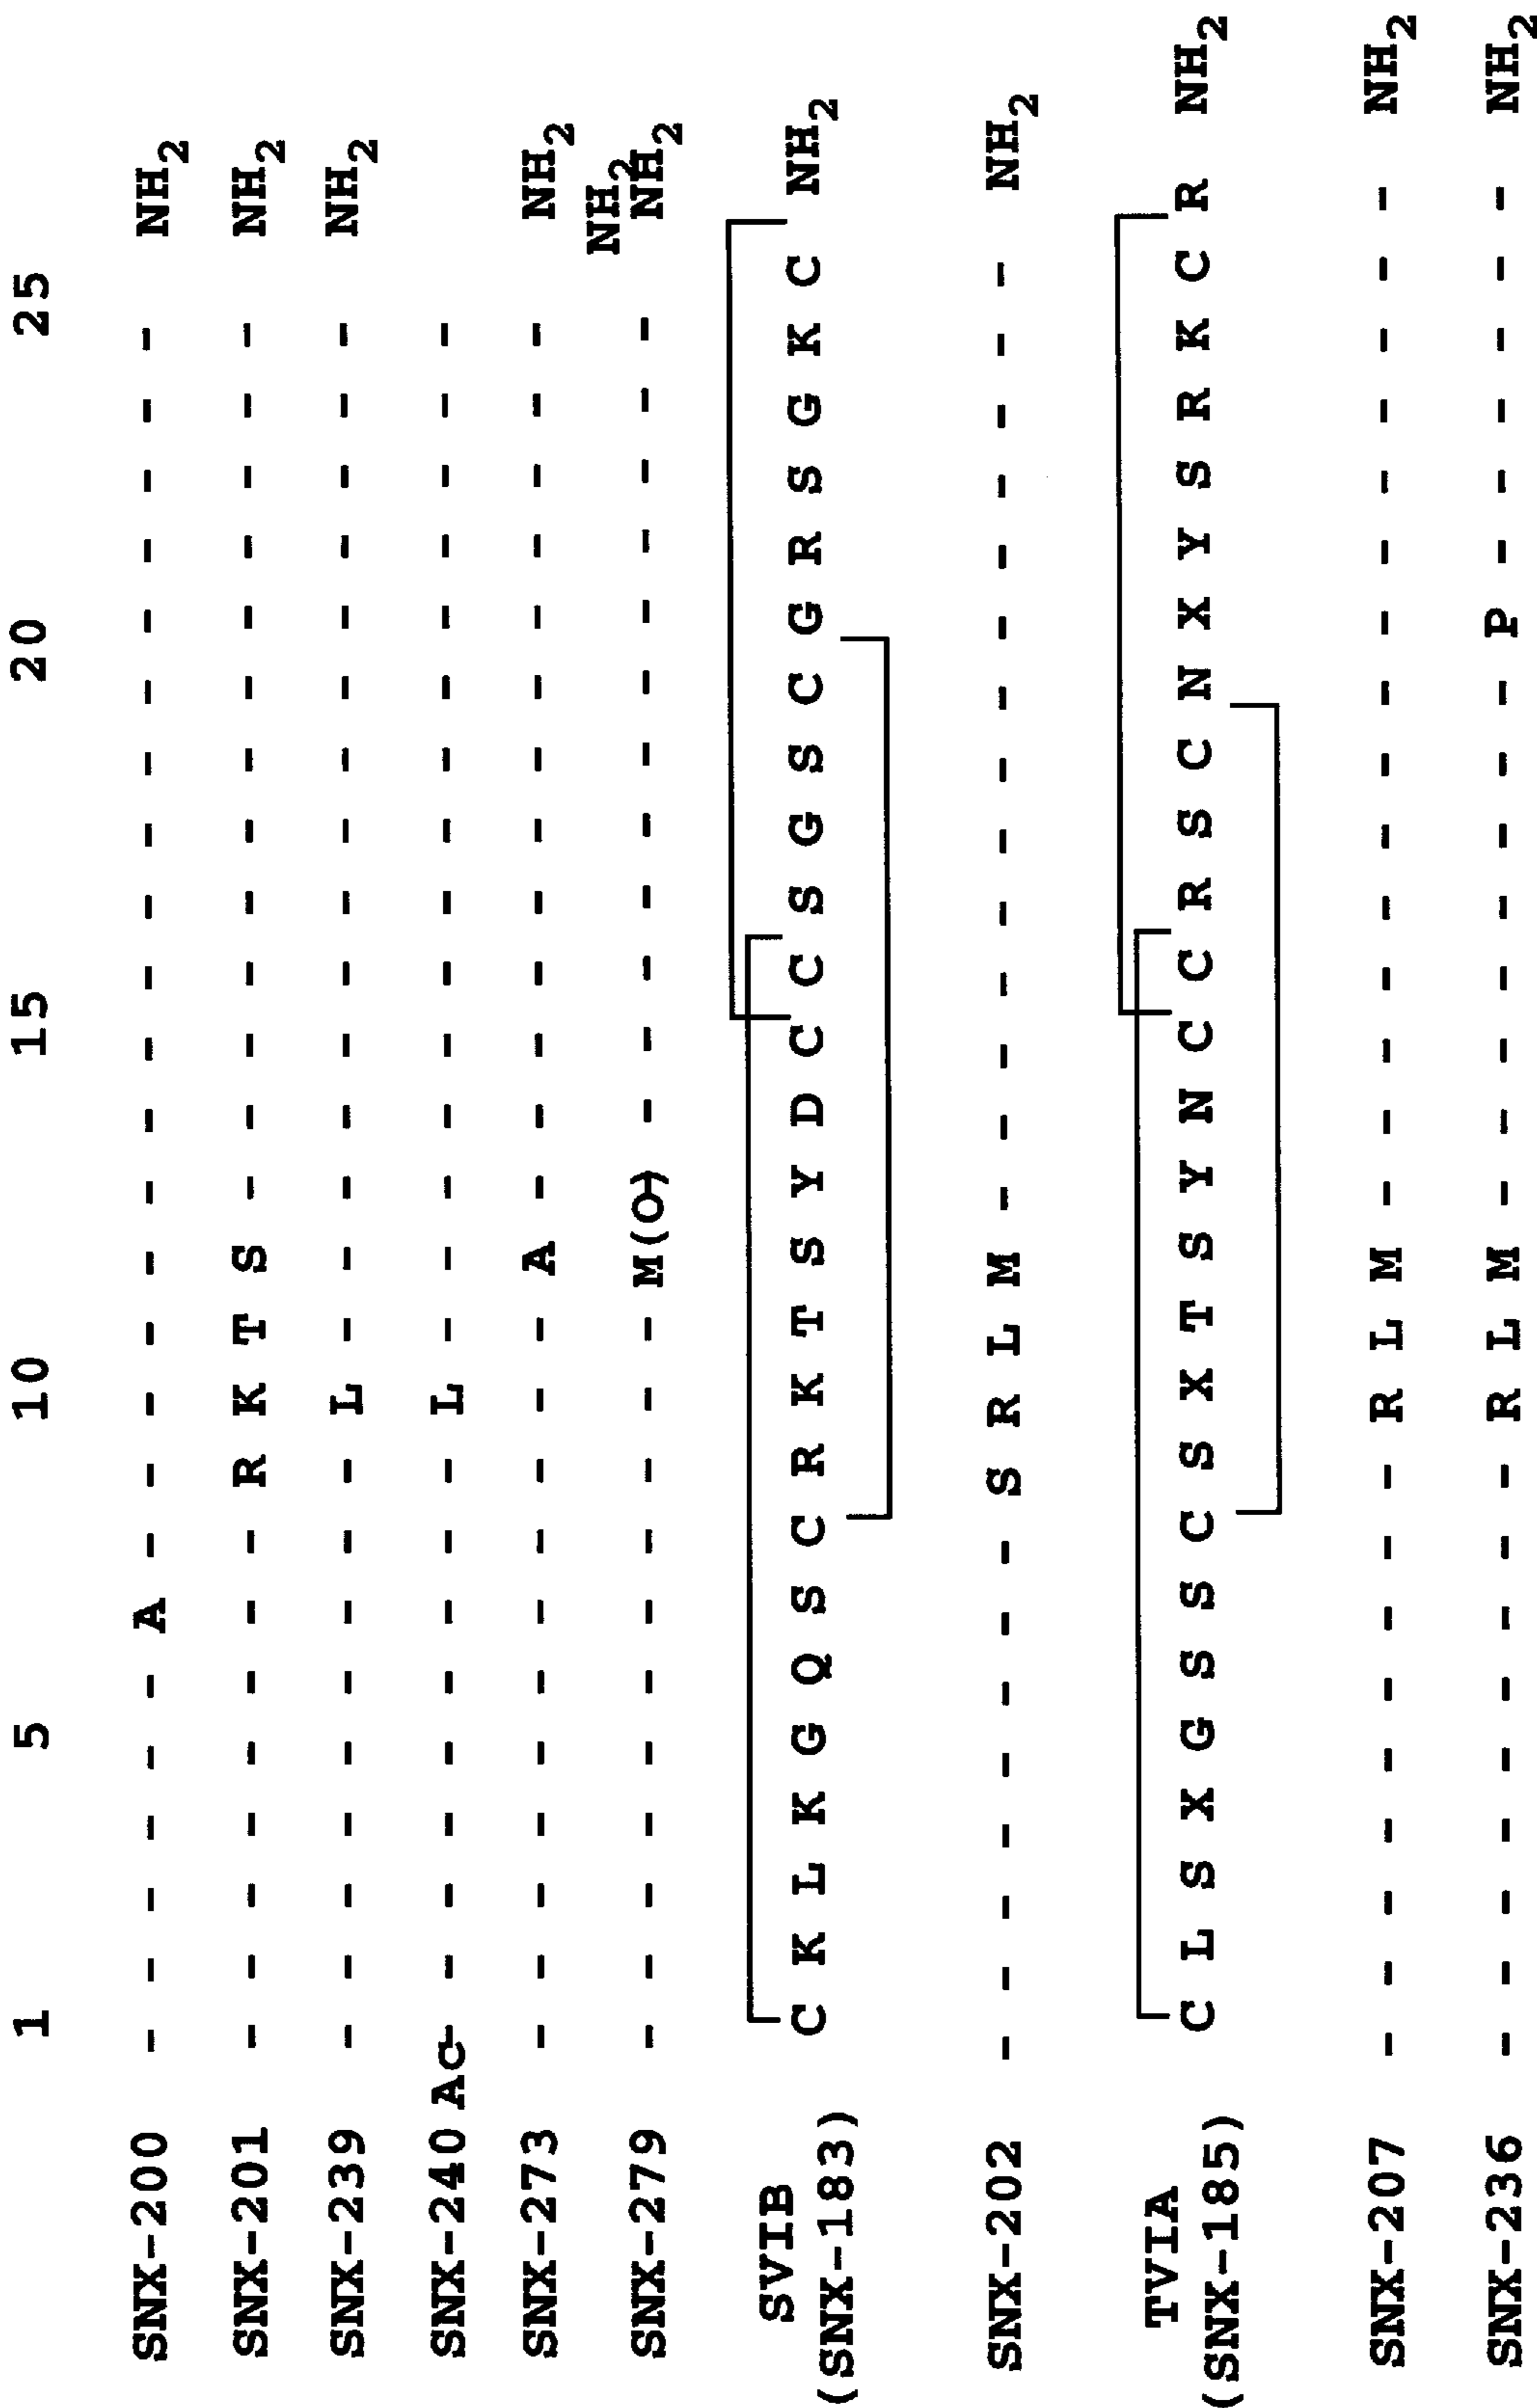 1 5 10 15 20 25
SNX-200 - - - - - - A - - - - - - - - - - - - - - - - - - NH2
SNX-201 - - - - - - - - R K T S - - - - - - - - - - - - - NH2
SNX-239 - - - - - - - - - L - - - - - - - - - - - - - - - NH2
SNX-240 Ac- - - - - - - - - L - - - - - - - - - - - - - - -
SNX-273 - - - - - - - - - - - A - - - - - - - - - - - - - NH2
NH2
SNX-279 - - - - - - - - - - - M(O)- - - - - - - - - - - - - NH2
SVIB C K L K G Q S C R K T S Y D C C S G S C G R S G K C NH2
(SNX-183)
SNX-202 - - - - - - - - S R L M - - - - - - - - - - - - - - NH2
TVIA C L S X G S S C S X T S Y N C C R S C N X Y S R K C R NH2
(SNX-185)
SNX-207 - - - - - - - - - R L M - - - - - - - - - - - - - - - NH2
SNX-236 - - - - - - - - - R L M - - - - - - - - P - - - - - - NH2